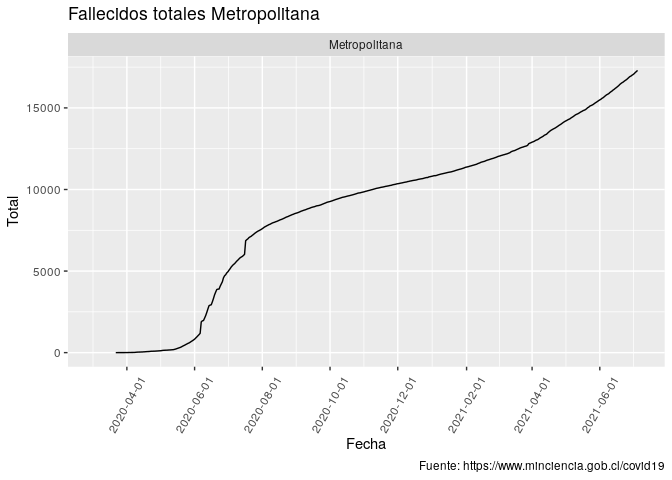 Fallecidos totales Metropolitana
Metropolitana
Total
15000
10000
5000
0
2020-04-01
2020-06-01
2020-08-01
2020-10-01
2020-12-01
2021-02-01
2021-04-01
2021-06-01
Fecha
Fuente: https://www.minciencia.gob.cl/covid19